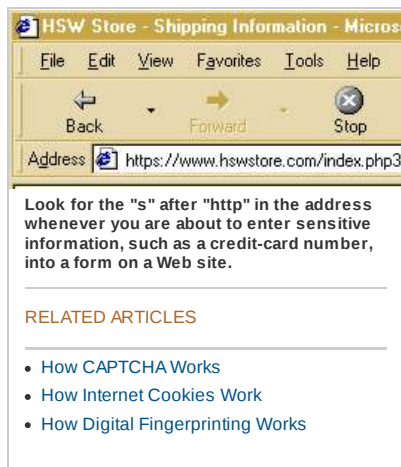 HSW Store - Shipping Information - Micros
File Edit View Favorites Tools Help
Back Forward Stop
Address https://www.hswstore.com/index.php3
Look for the "s" after "http" in the address
whenever you are about to enter sensitive
information, such as a credit-card number,
into a form on a Web site.
RELATED ARTICLES
• How CAPTCHA Works
• How Internet Cookies Work
• How Digital Fingerprinting Works